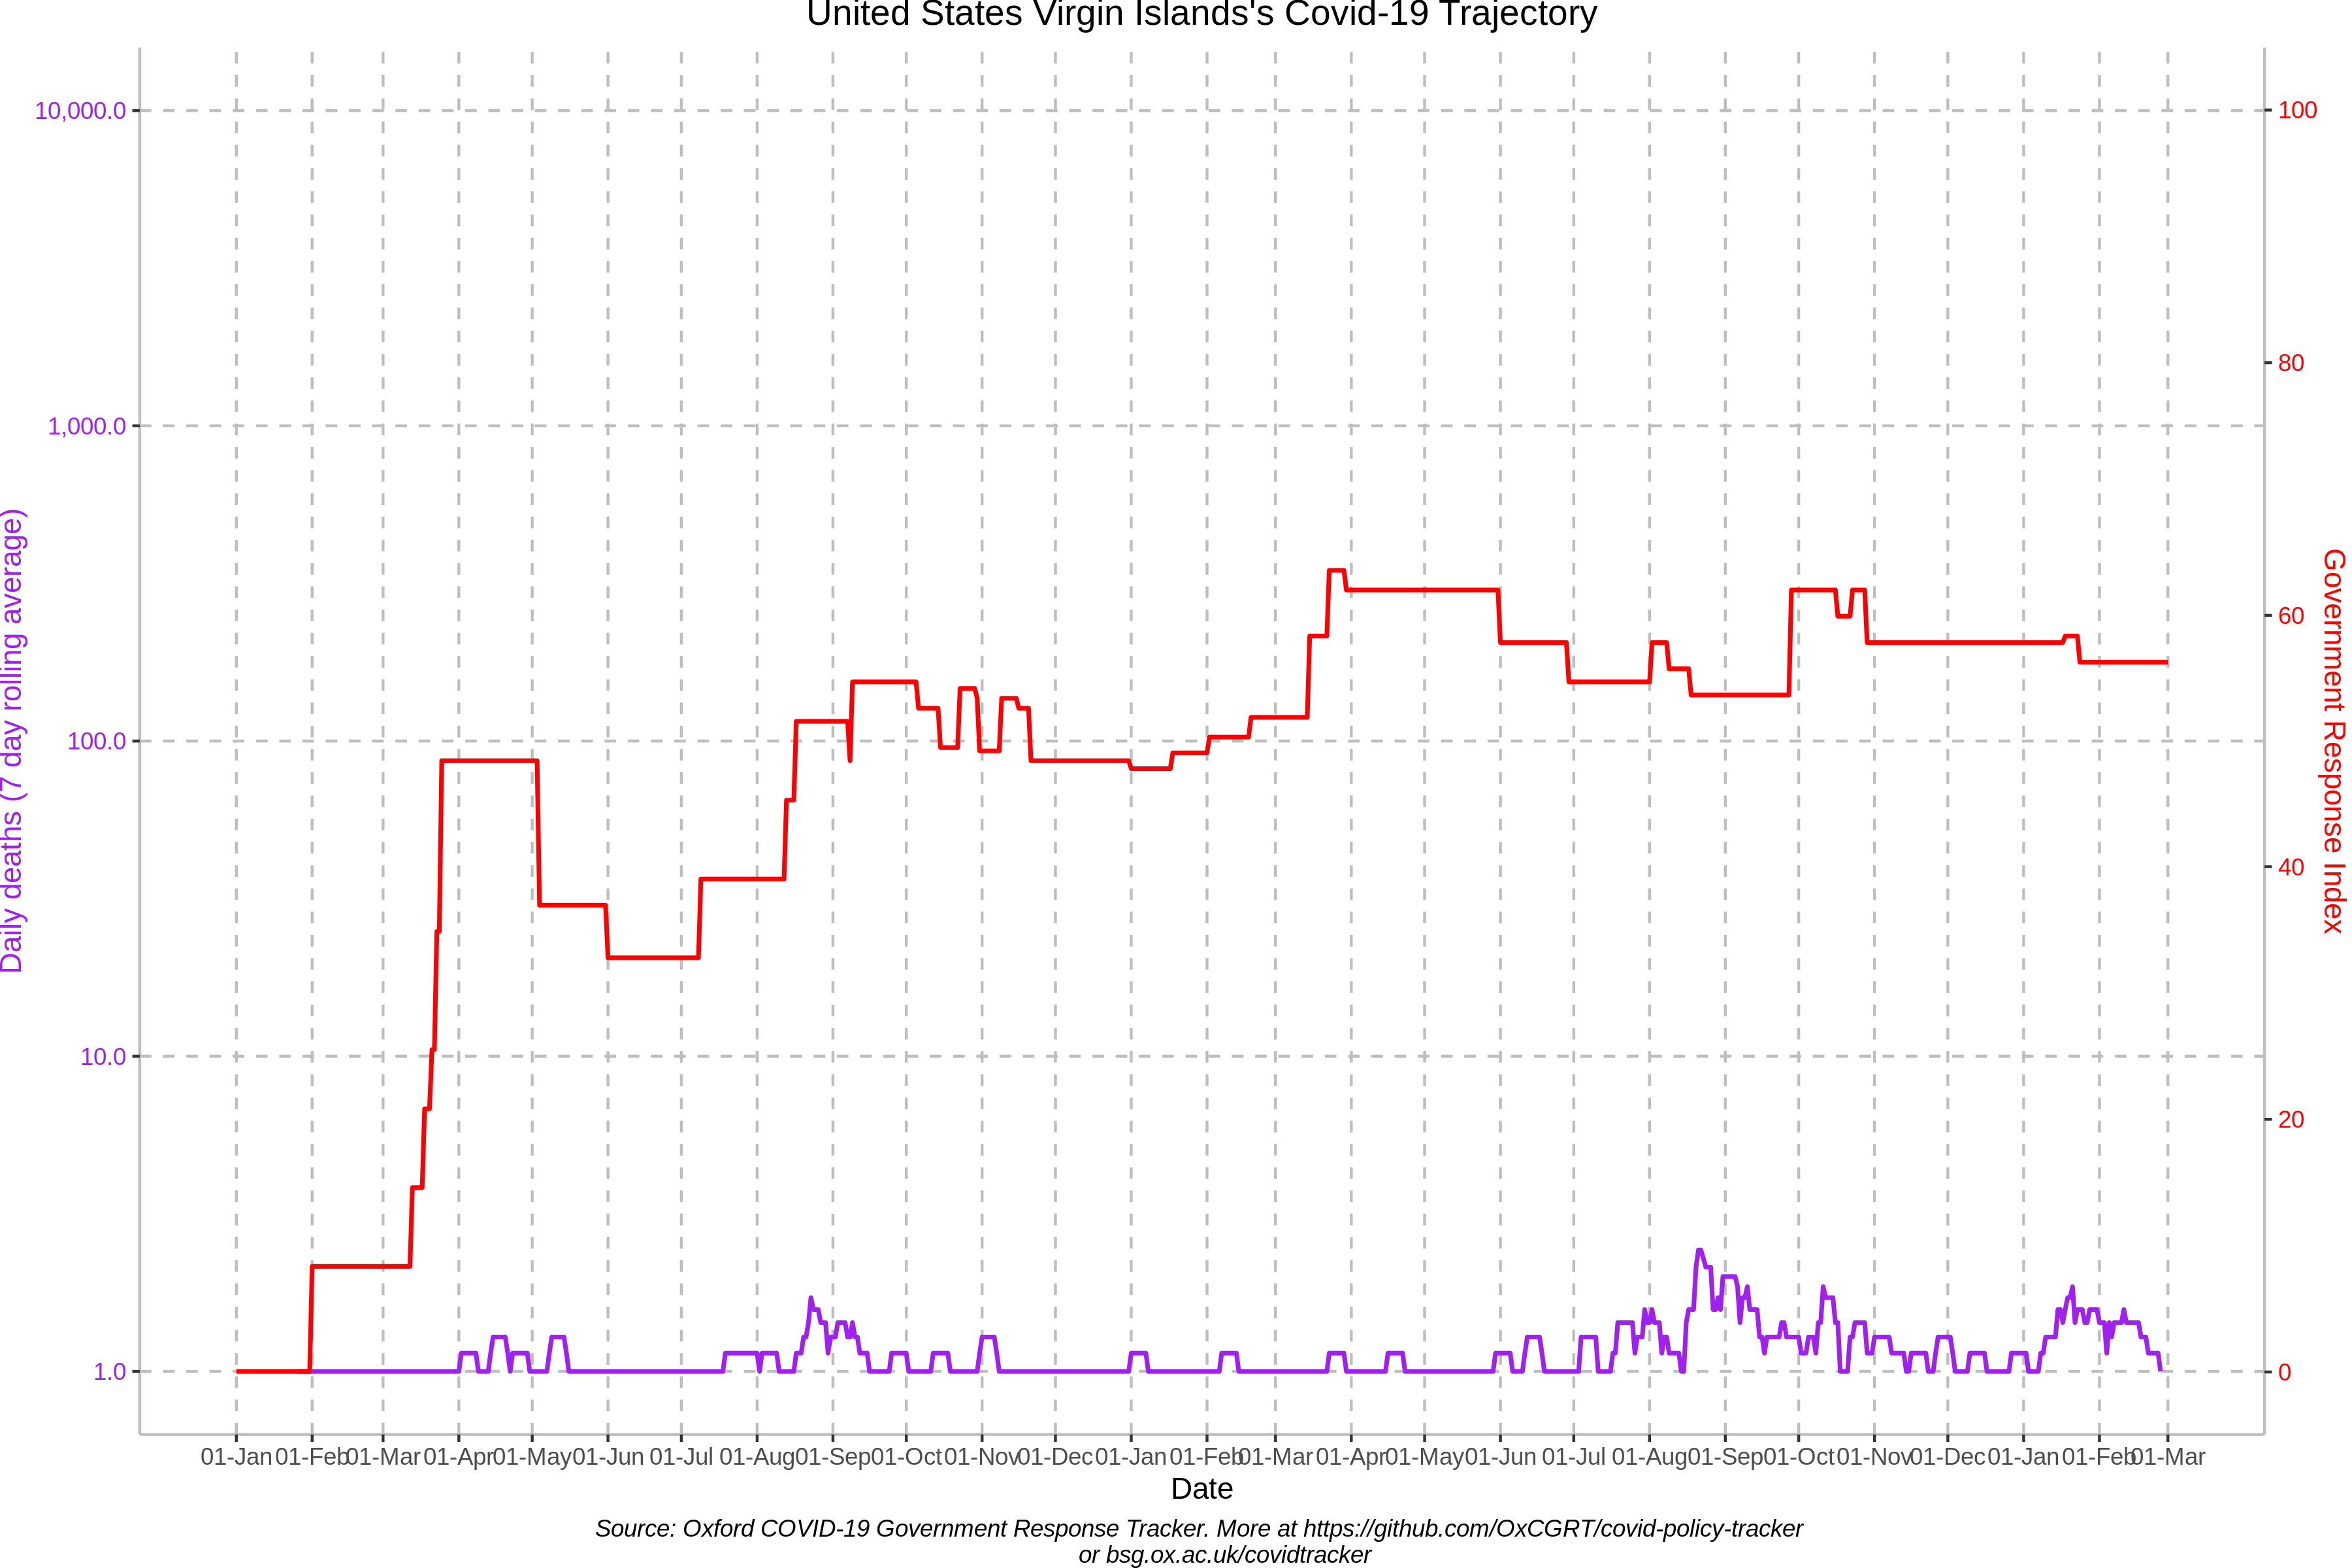 United States Virgin Islands's Covid-19 Trajectory
10,000.0
1,000.0
100.0
10.0
1.0
Daily deaths (7 day rolling average)
100
80
60
40
20
0
Government Response Index
01-Jan 01-Feb 01-Mar 01-Apr 01-May 01-Jun 01-Jul 01-Aug 01-Sep 01-Oct 01-Nov 01-Dec 01-Jan 01-Feb 01-Mar 01-Apr 01-May 01-Jun 01-Jul 01-Aug 01-Sep 01-Oct 01-Nov 01-Dec 01-Jan 01-Feb 01-Mar
Date
Source: Oxford COVID-19 Government Response Tracker. More at https://github.com/OxCGRT/covid-policy-tracker
or bsg.ox.ac.uk/covidtracker